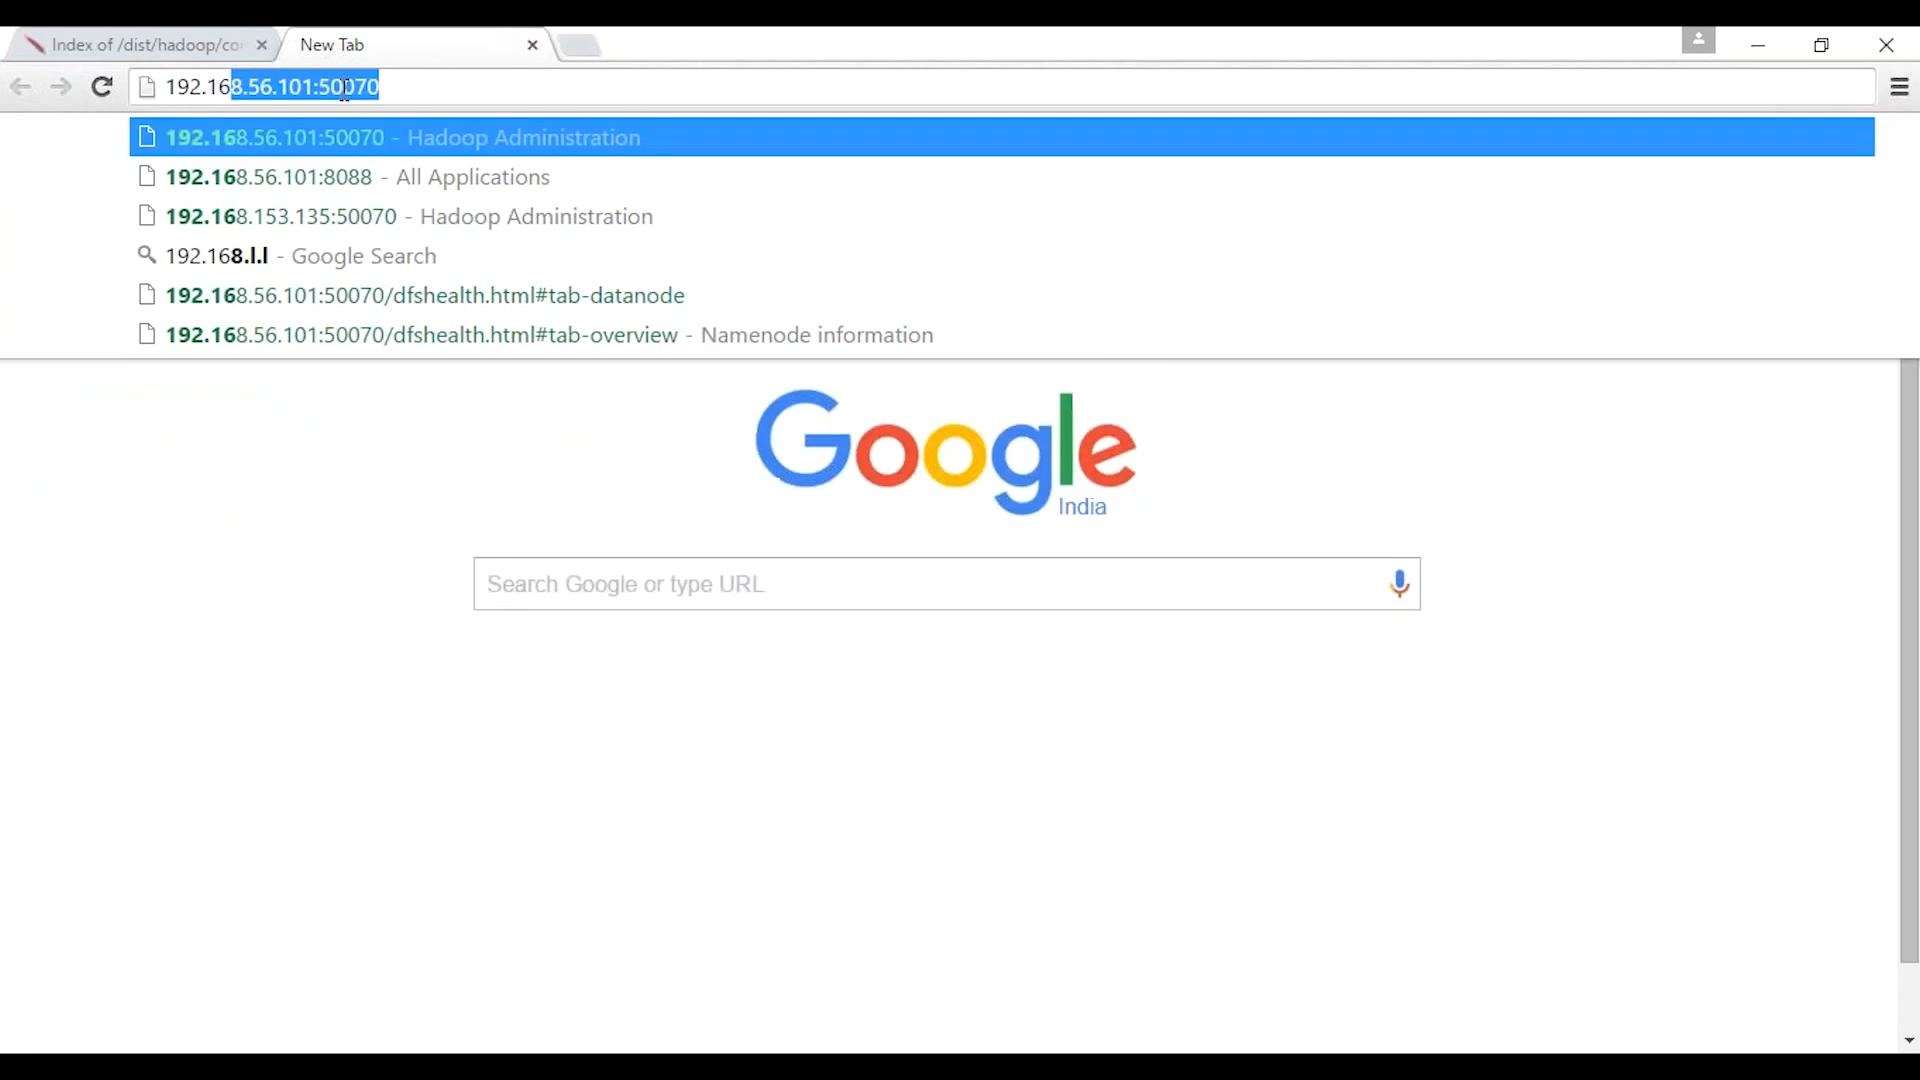 Index of /dist/hadoop/co
New Tab
192.168.56.101:50070
192.168.56.101:50070 - Hadoop Administration
192.168.56.101:8088 - All Applications
192.168.153.135:50070 - Hadoop Administration
192.168.l.l - Google Search
192.168.56.101:50070/dfshealth.html#tab-datanode
192.168.56.101:50070/dfshealth.html#tab-overview - Namenode information
Google
India
Search Google or type URL